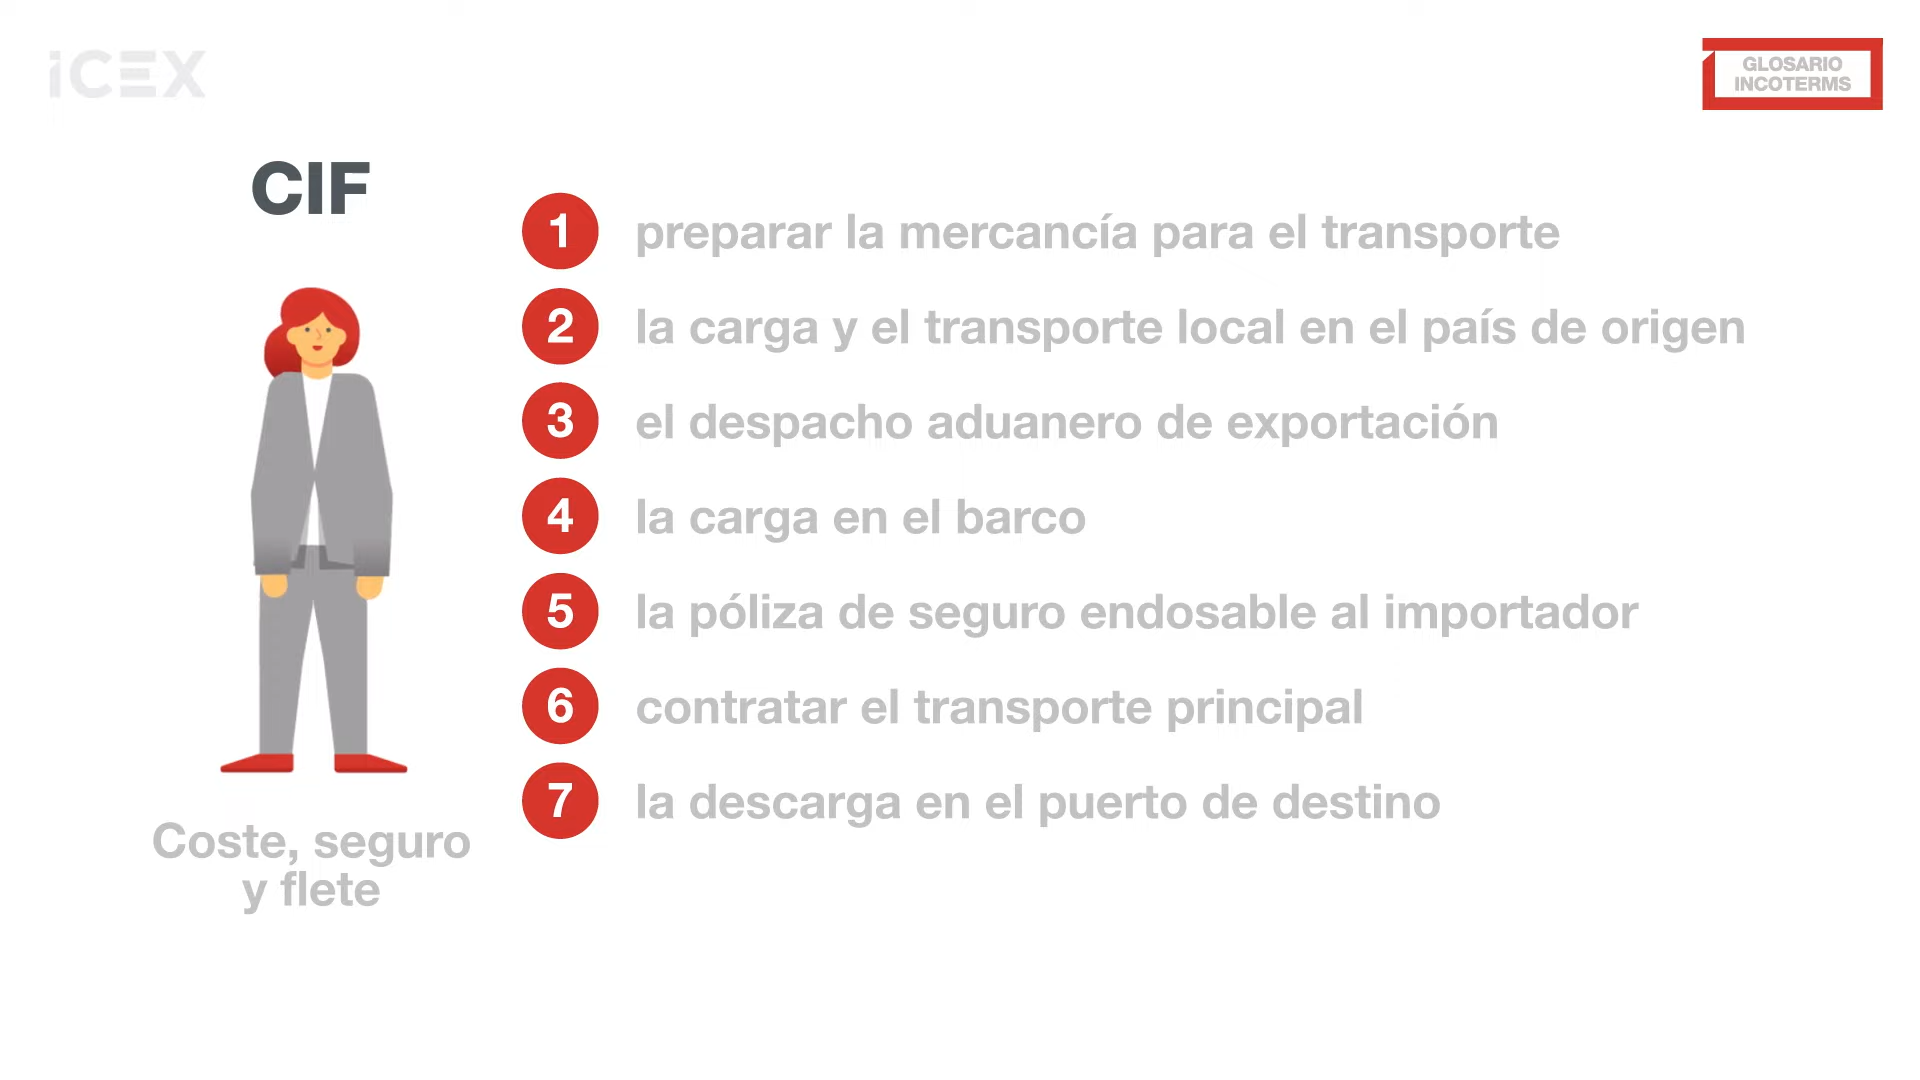 iCEX
GLOSARIO
INCOTERMS
CIF
1 preparar la mercancía para el transporte
2 la carga y el transporte local en el país de origen
3 el despacho aduanero de exportación
4 la carga en el barco
5 la póliza de seguro endosable al importador
6 contratar el transporte principal
7 la descarga en el puerto de destino
Coste, seguro
y flete